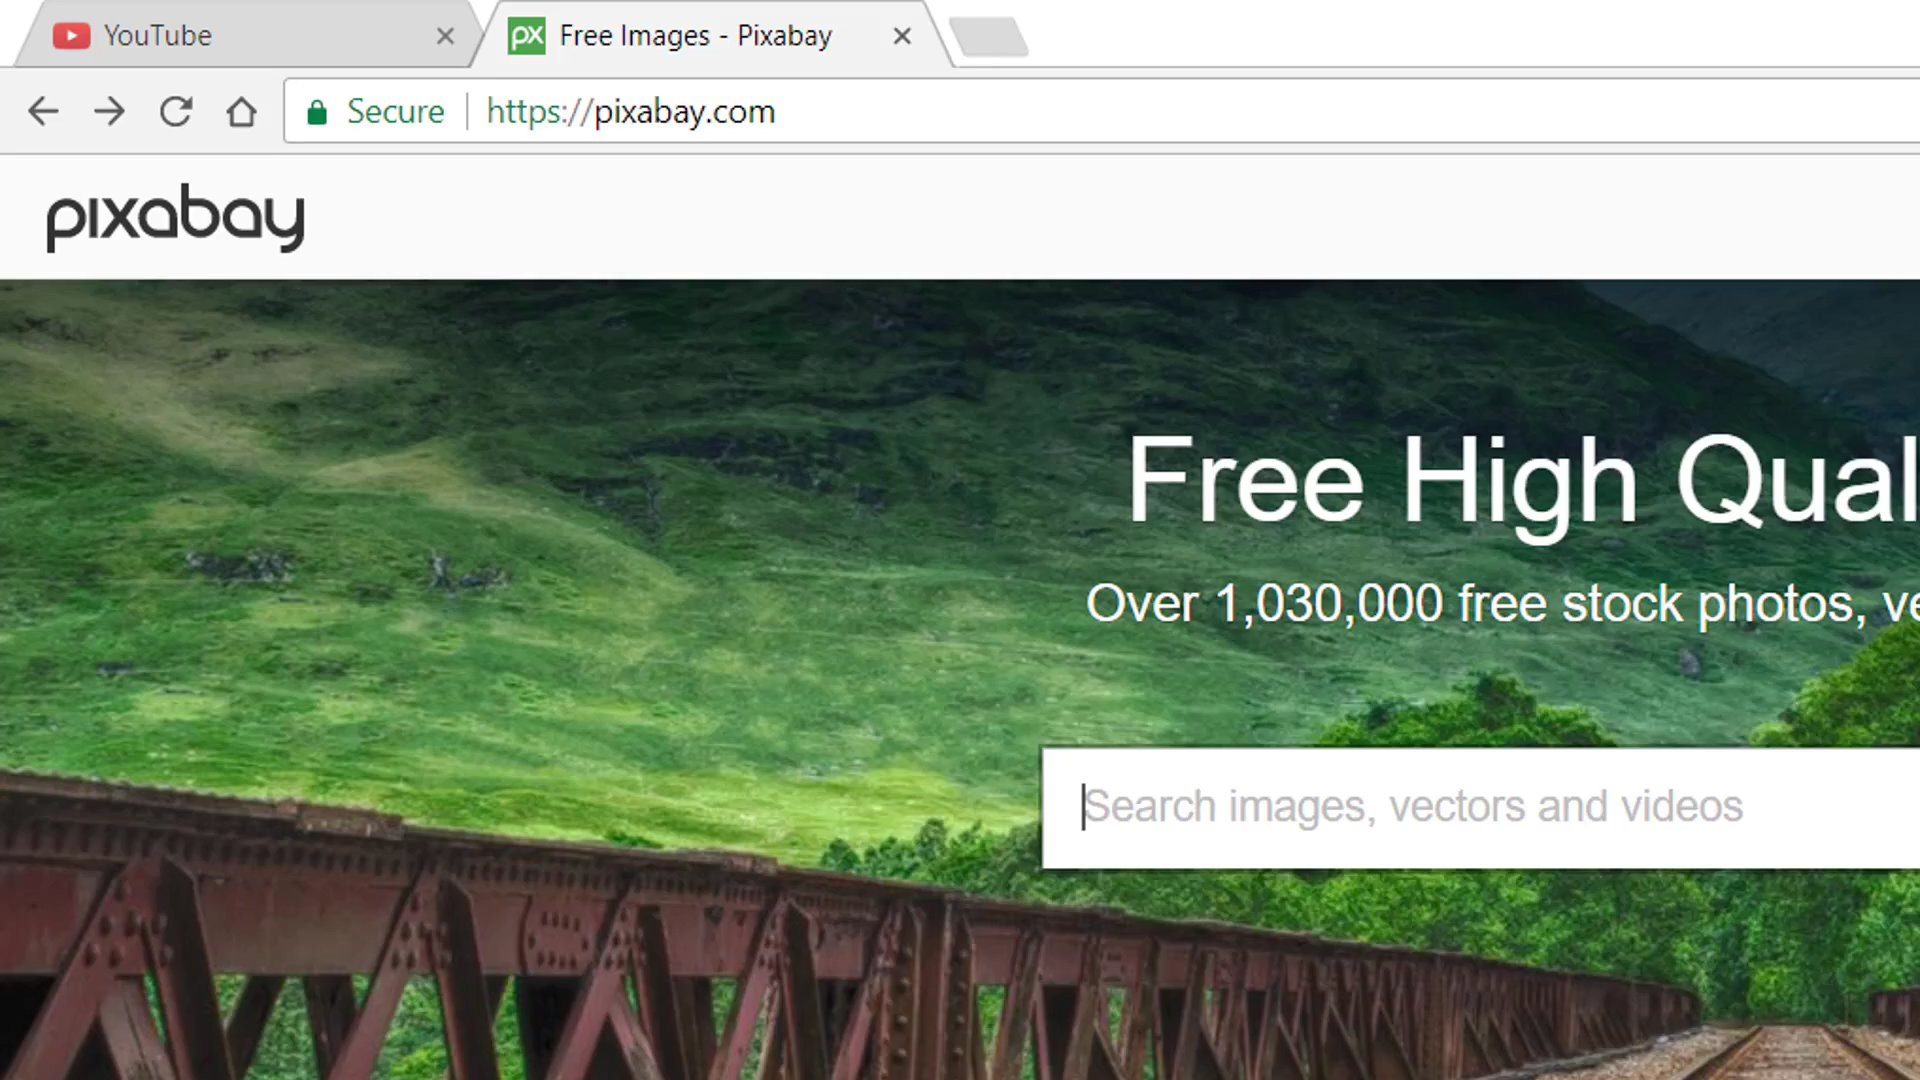 YouTube
px Free Images - Pixabay
Secure https://pixabay.com
pixabay
Free High Qual
Over 1,030,000 free stock photos, ve
Search images, vectors and videos